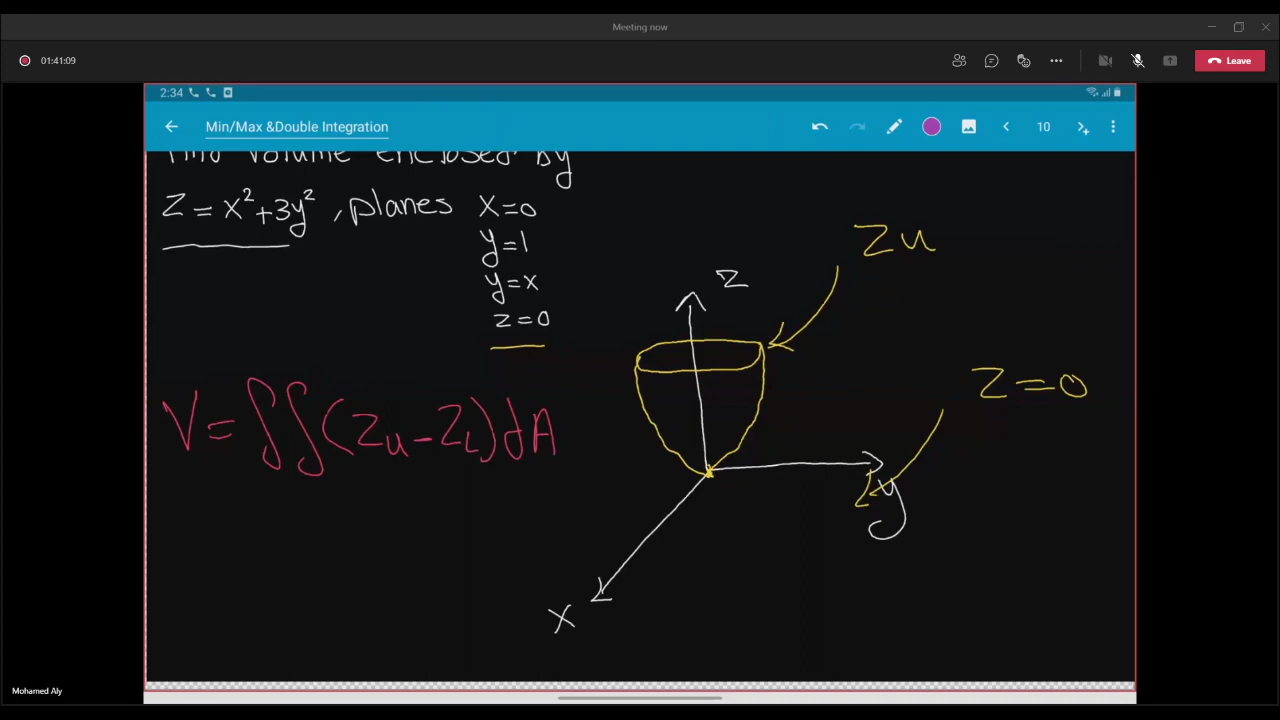 Meeting now
01:41:09
Leave
2:34
Min/Max &Double Integration
10
Find volume enclosed by
z = x² + 3y² , planes x=0
y=1
y=x
z=0
V = ∬ (Zu - ZL) dA
z
Zu
z=0
y
x
Mohamed Aly